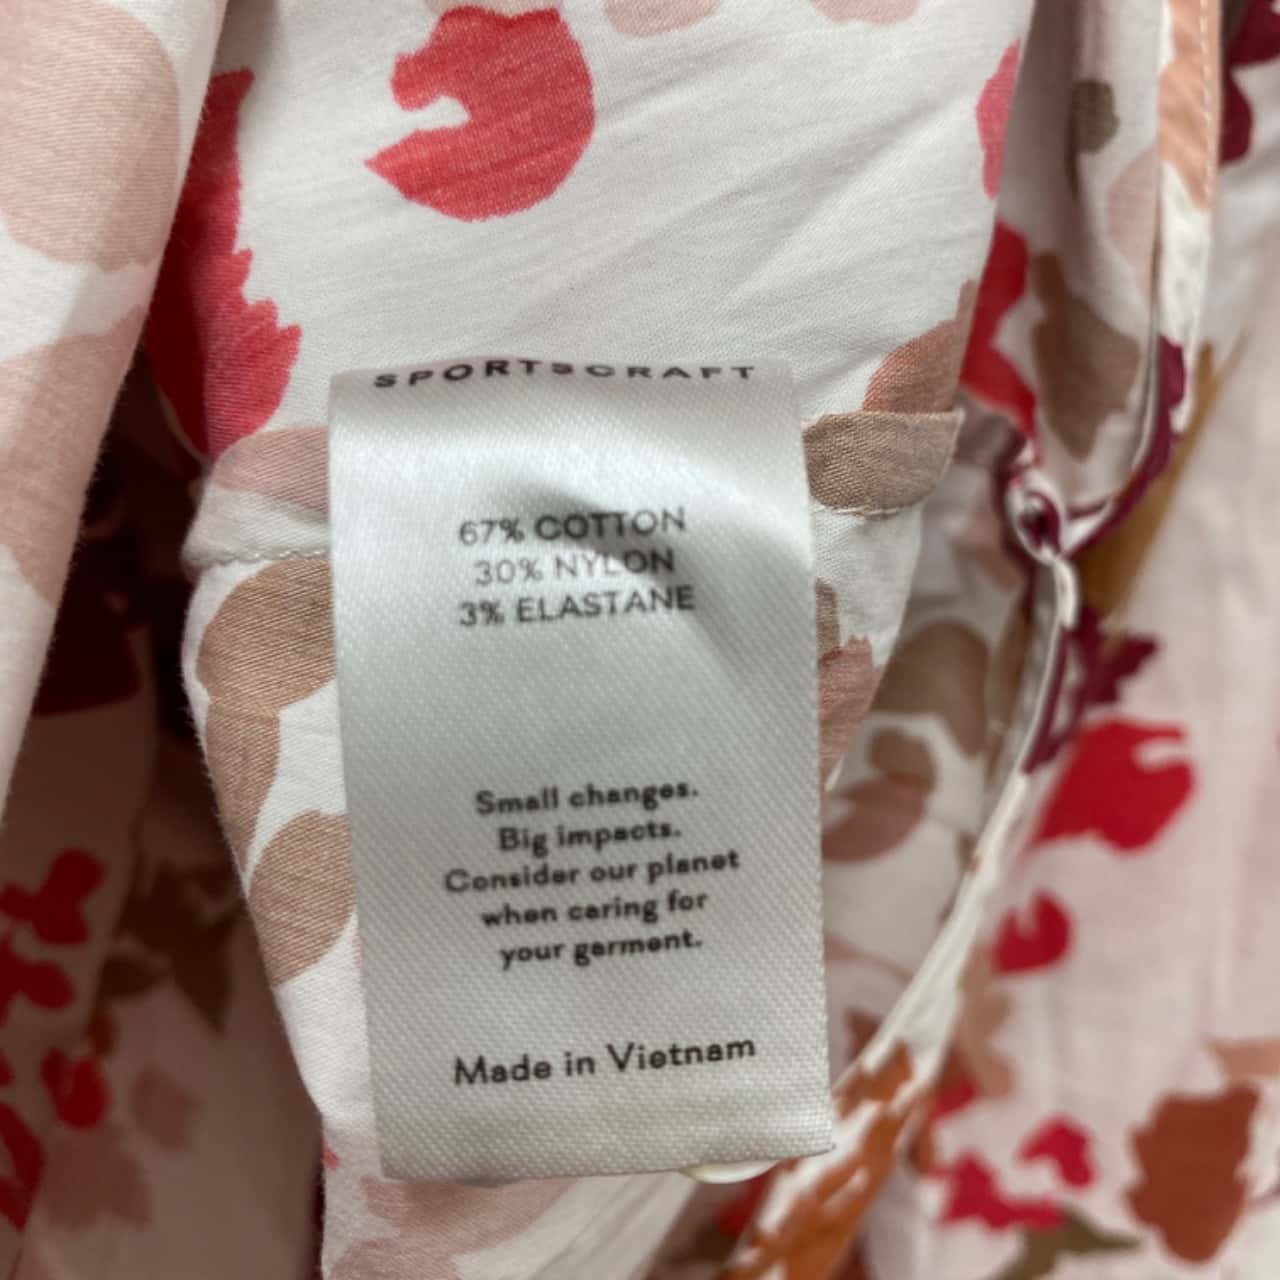 SPORTSCRAFT
67% COTTON
30% NYLON
3% ELASTANE
Small changes.
Big impacts.
Consider our planet
when caring for
your garment.
Made in Vietnam